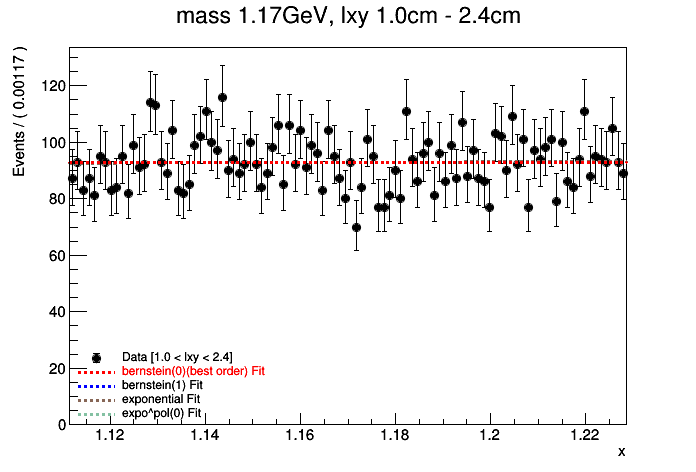 mass 1.17GeV, lxy 1.0cm - 2.4cm
Events / ( 0.00117 )
120
100
80
60
40
20
0
Data [1.0 < lxy < 2.4]
bernstein(0)(best order) Fit
bernstein(1) Fit
exponential Fit
expo^pol(0) Fit
1.12 1.14 1.16 1.18 1.2 1.22
x